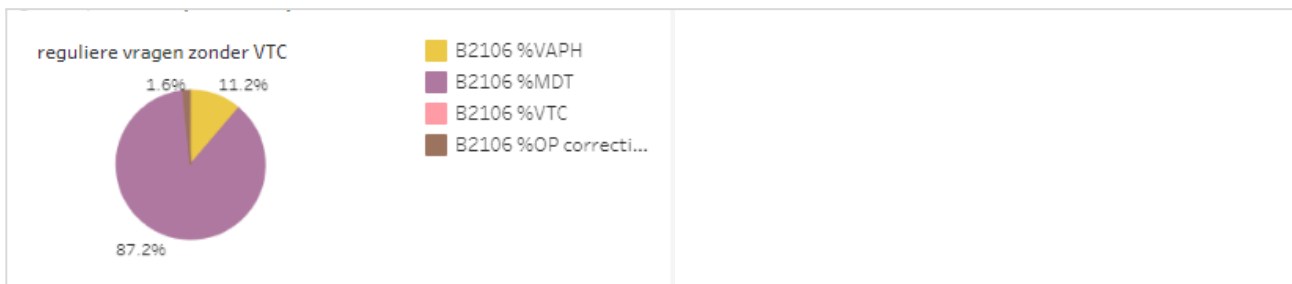 reguliere vragen zonder VTC
1.6%
11.2%
87.2%
B2106 %VAPH
B2106 %MDT
B2106 %VTC
B2106 %OP correcti...